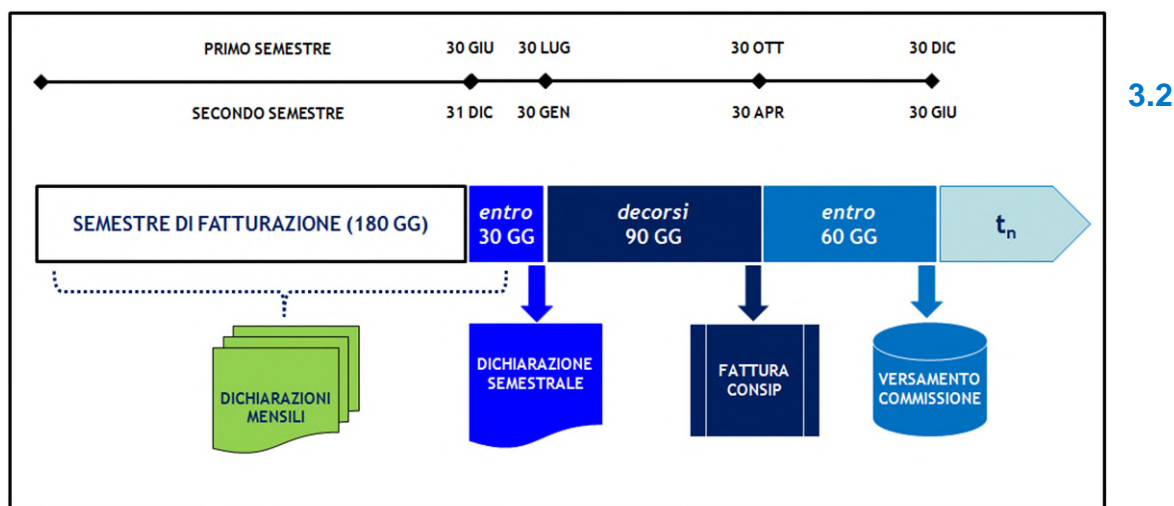 PRIMO SEMESTRE
30 GIU
30 LUG
30 OTT
30 DIC
SECONDO SEMESTRE
31 DIC
30 GEN
30 APR
30 GIU
3.2
SEMESTRE DI FATTURAZIONE (180 GG)
entro
30 GG
decorsi
90 GG
entro
60 GG
tn
DICHIARAZIONI
MENSILI
DICHIARAZIONE
SEMESTRALE
FATTURA
CONSIP
VERSAMENTO
COMMISSIONE